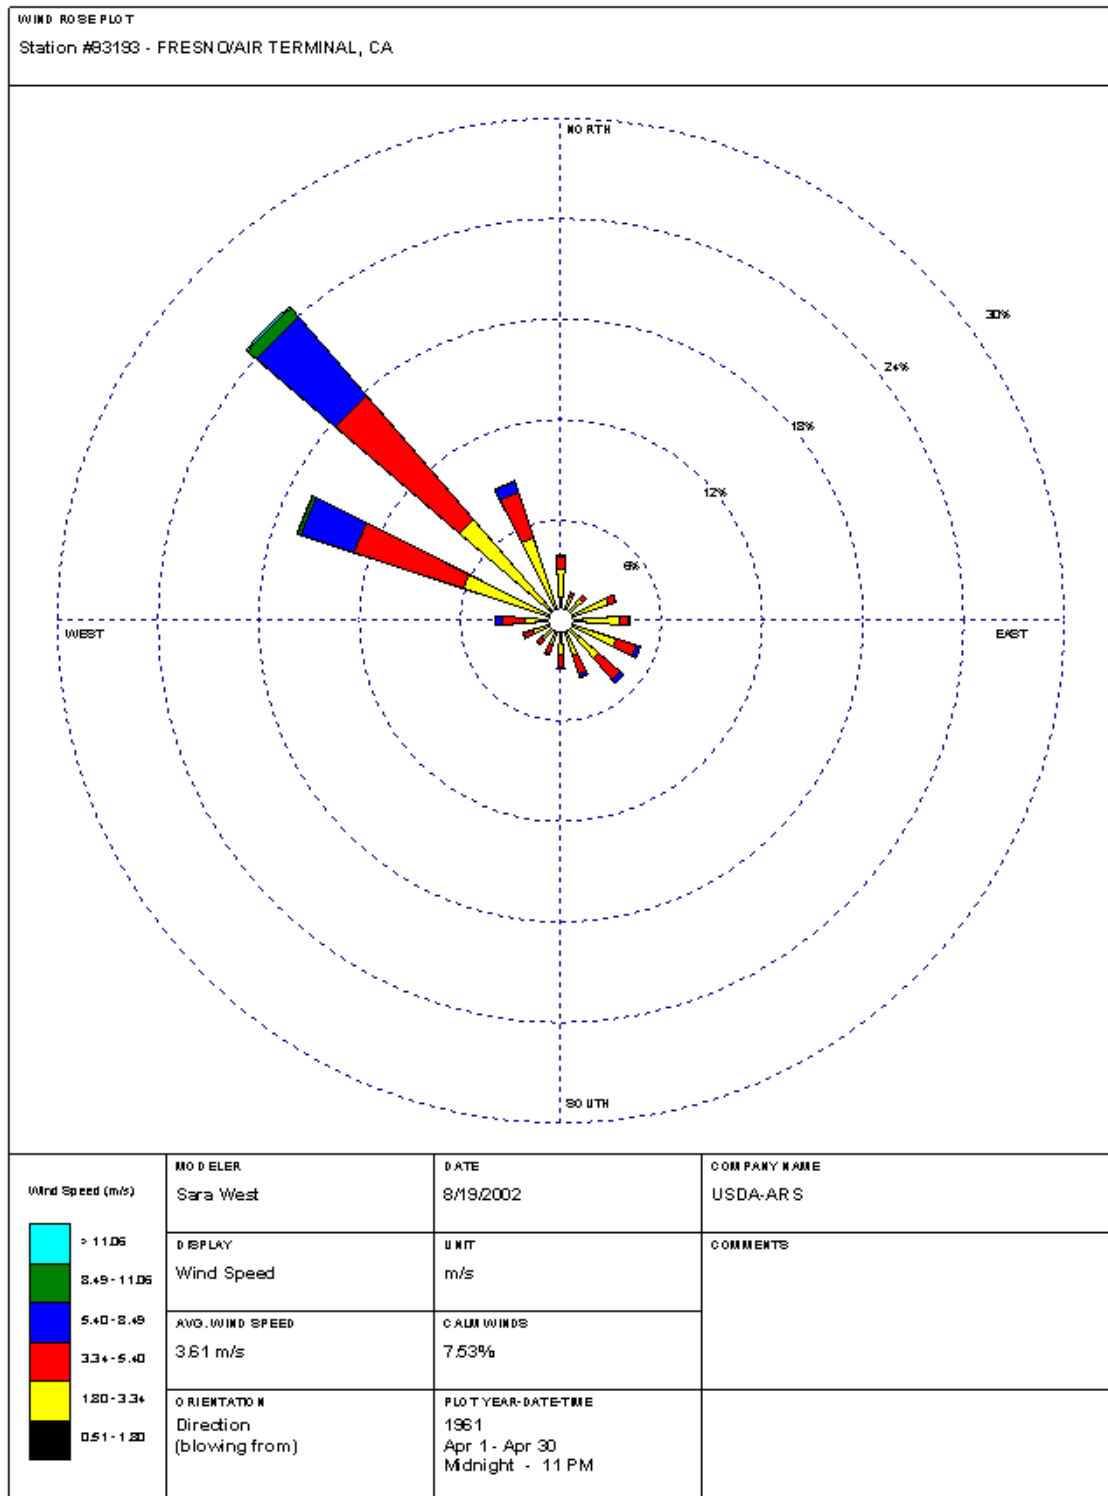 WIND ROSE PLOT
Station #93193 - FRESNO/AIR TERMINAL, CA
NORTH
30%
24%
18%
12%
6%
WEST
EAST
SOUTH
Wind Speed (m/s)
> 11.06
8.49 - 11.06
5.40 - 8.49
3.34 - 5.40
1.80 - 3.34
0.51 - 1.80
MODELER
Sara West
DATE
8/19/2002
COMPANY NAME
USDA-ARS
DISPLAY
Wind Speed
UNIT
m/s
COMMENTS
AVG. WIND SPEED
3.61 m/s
CALM WINDS
7.53%
ORIENTATION
Direction
(blowing from)
PLOT YEAR-DATE-TIME
1961
Apr 1 - Apr 30
Midnight - 11 PM